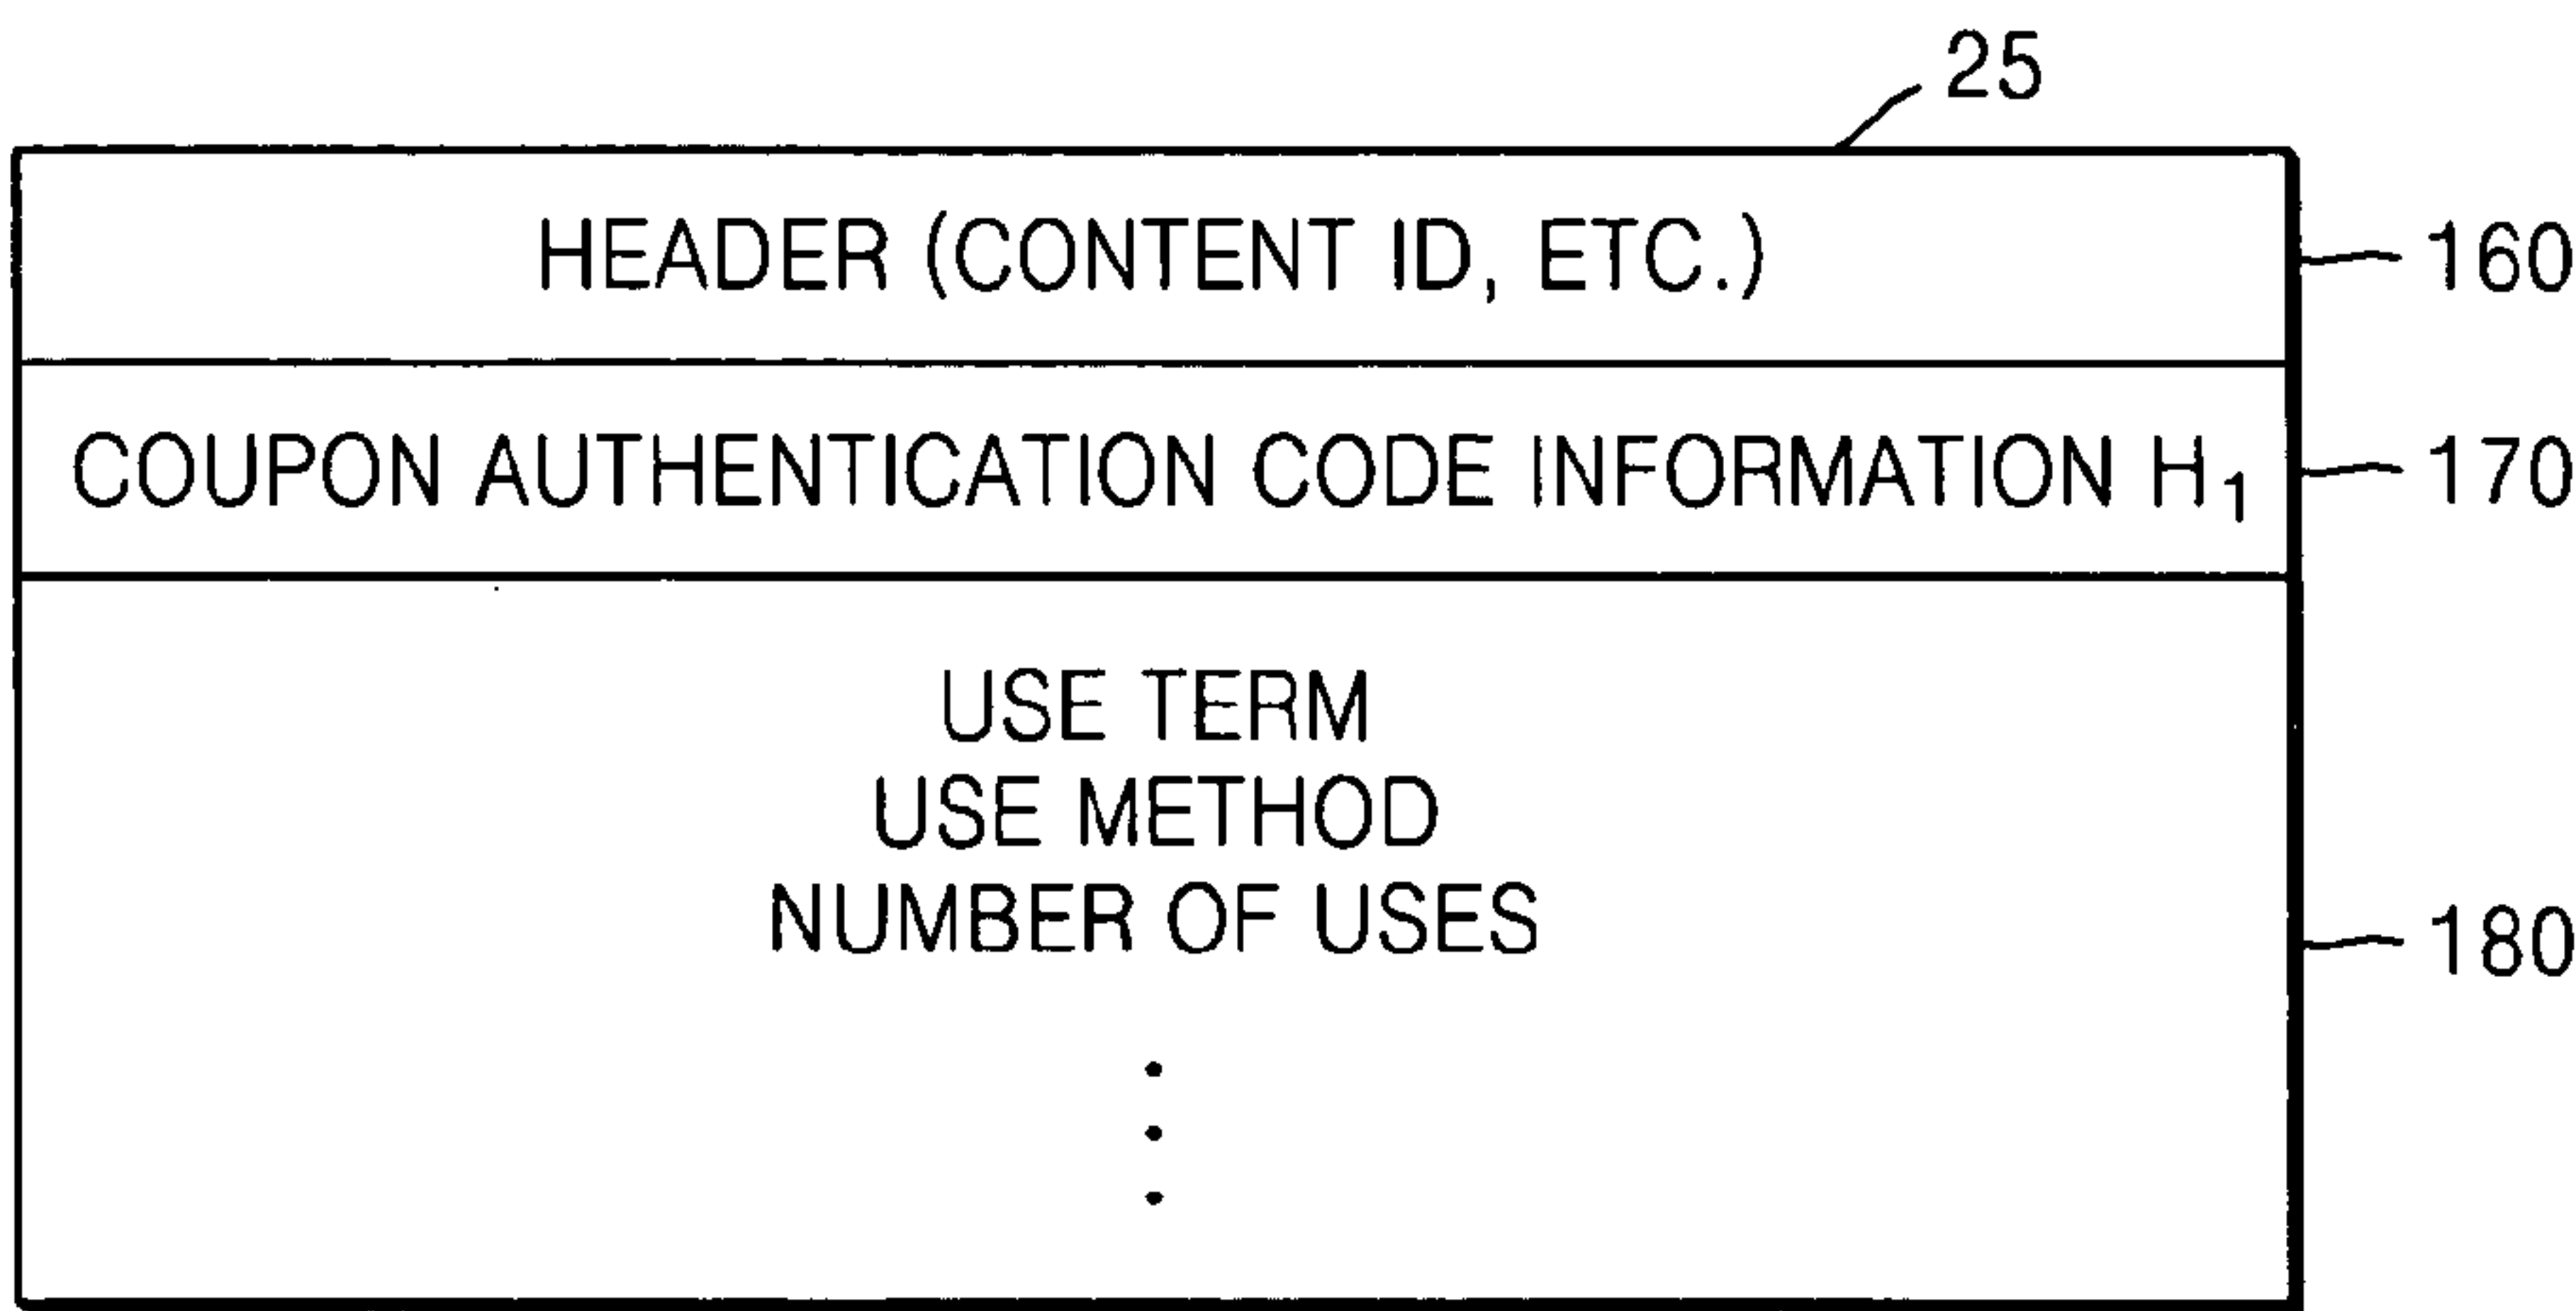 25
HEADER (CONTENT ID, ETC.)
160
COUPON AUTHENTICATION CODE INFORMATION H₁
170
USE TERM
USE METHOD
NUMBER OF USES
180